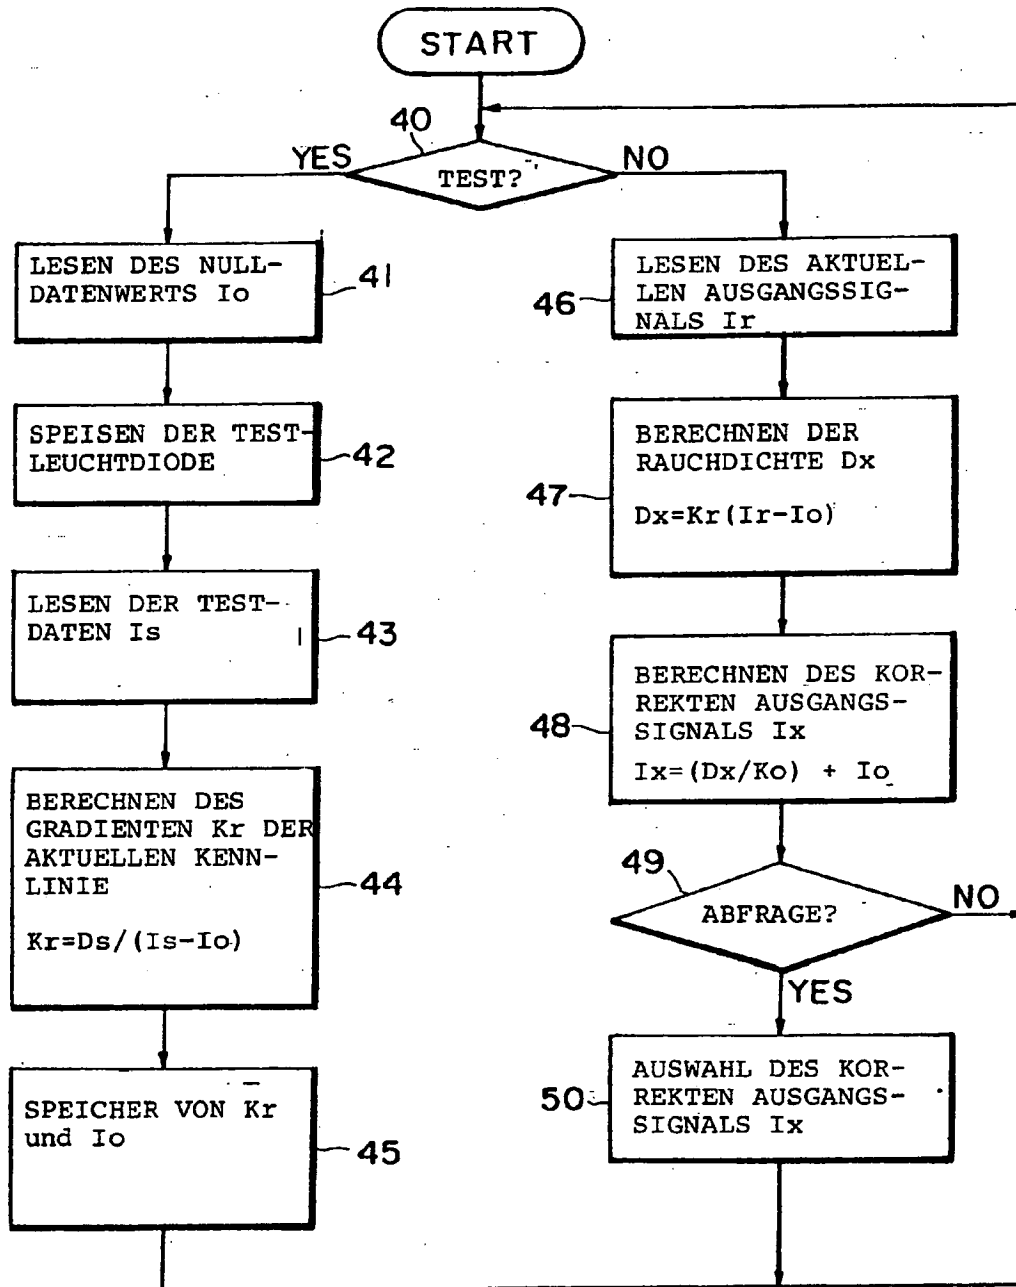 START
40
YES
TEST?
NO
LESEN DES NULL-
DATENWERTS Io
41
SPEISEN DER TEST-
LEUCHTDIODE
42
LESEN DER TEST-
DATEN Is
43
BERECHNEN DES
GRADIENTEN Kr DER
AKTUELLEN KENN-
LINIE
Kr=Ds/(Is-Io)
44
SPEICHER VON Kr
und Io
45
LESEN DES AKTUEL-
LEN AUSGANGSSIG-
NALS Ir
46
BERECHNEN DER
RAUCHDICHTE Dx
Dx=Kr(Ir-Io)
47
BERECHNEN DES KOR-
REKTEN AUSGANGS-
SIGNALS Ix
Ix=(Dx/Ko) + Io
48
49
ABFRAGE?
NO
YES
AUSWAHL DES KOR-
REKTEN AUSGANGS-
SIGNALS Ix
50